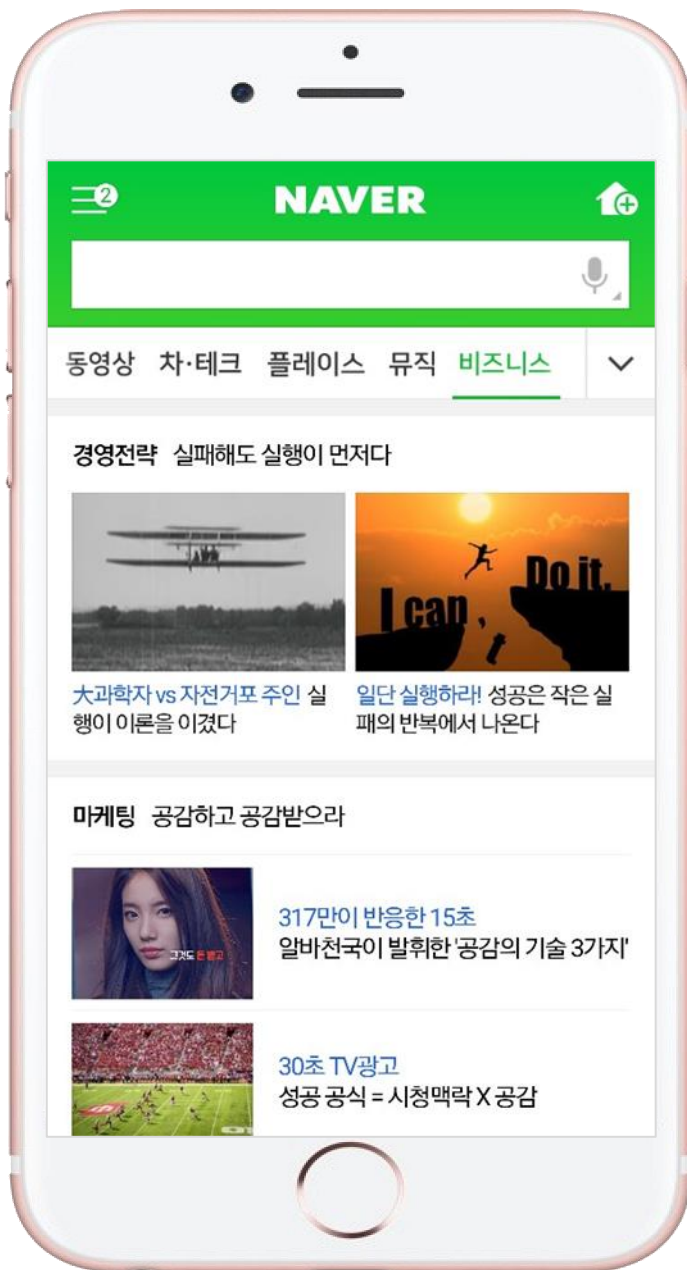 2
NAVER
동영상 차·테크 플레이스 뮤직 비즈니스
경영전략 실패해도 실행이 먼저다
I can, Do it.
大과학자 vs 자전거포 주인 실
행이 이론을 이겼다
일단 실행하라! 성공은 작은 실
패의 반복에서 나온다
마케팅 공감하고 공감받으라
그것도 돈 받고
317만이 반응한 15초
알바천국이 발휘한 '공감의 기술 3가지'
30초 TV광고
성공 공식 = 시청맥락 X 공감